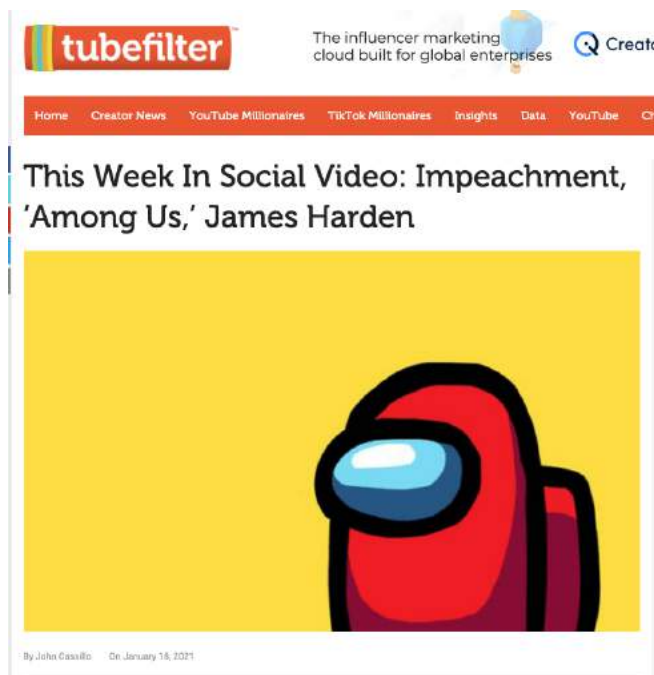 tubefilter
The influencer marketing
cloud built for global enterprises
Home Creator News YouTube Millionaires TikTok Millionaires Insights Data YouTube
This Week In Social Video: Impeachment,
‘Among Us,’ James Harden
By John Cassillo On January 18, 2021